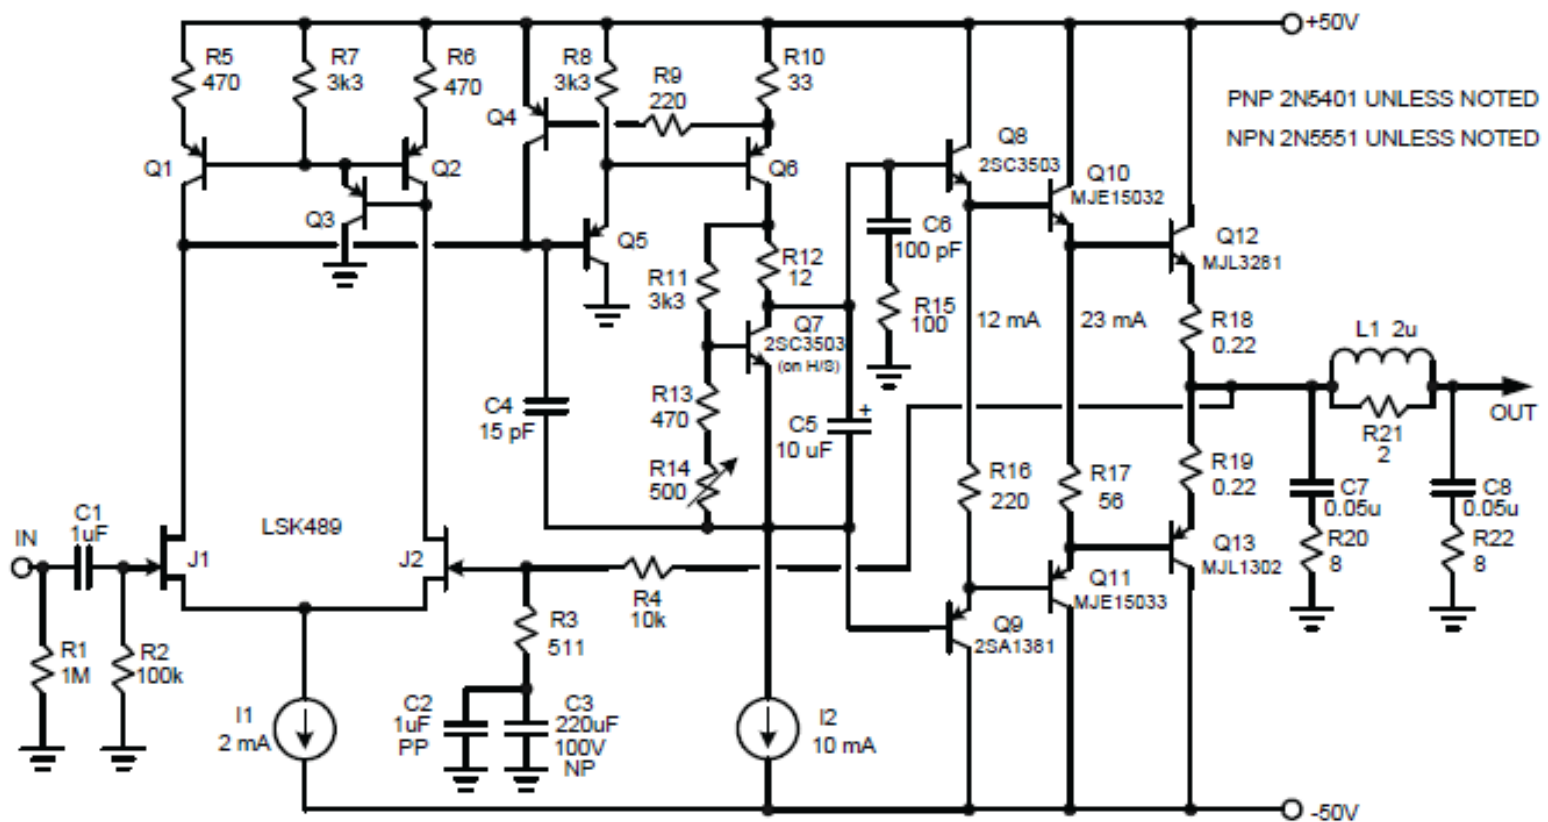 +50V
R5
470
R7
3k3
R6
470
R8
3k3
R9
220
R10
33
PNP 2N5401 UNLESS NOTED
NPN 2N5551 UNLESS NOTED
Q4
Q1
Q2
Q3
Q5
Q6
Q8
2SC3503
Q10
MJE15032
C6
100 pF
Q12
MJL3281
R11
3k3
R12
12
R15
100
12 mA
23 mA
R18
0.22
L1 2u
Q7
2SC3503
(on H/S)
OUT
C4
15 pF
R13
470
C5
10 uF
+
R21
2
R14
500
R16
220
R17
56
R19
0.22
C7
0.05u
C8
0.05u
IN
C1
1uF
LSK489
J1
J2
R20
8
R22
8
Q13
MJL1302
Q11
MJE15033
R4
10k
R3
511
Q9
2SA1381
R1
1M
R2
100k
I1
2 mA
C2
1uF
PP
C3
220uF
100V
NP
I2
10 mA
-50V